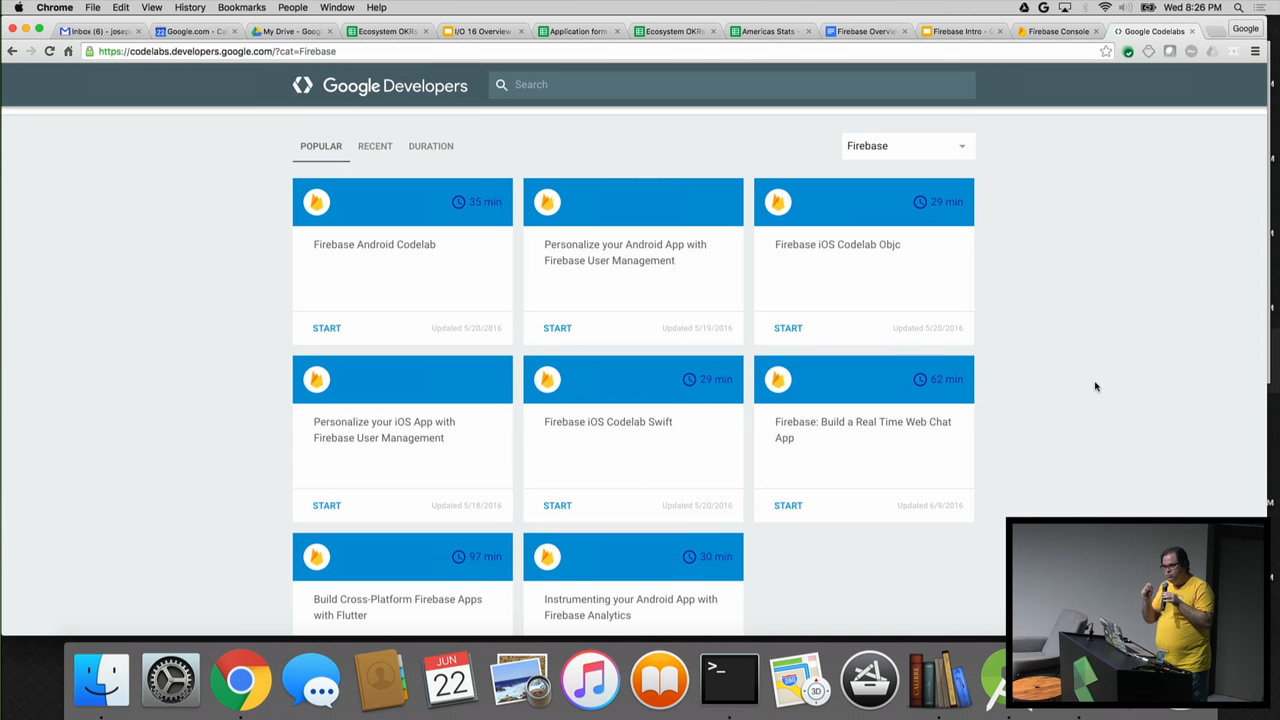 Chrome File Edit View History Bookmarks People Window Help Wed 8:26 PM
Inbox (6) - josep 22 Google.com - Ca My Drive - Goog Ecosystem OKRs I/O 16 Overview Application form Ecosystem OKRs Americas Stats - Firebase Overvi Firebase Intro - G Firebase Console Google Codelabs Google
https://codelabs.developers.google.com/?cat=Firebase
Google Developers Search
POPULAR RECENT DURATION Firebase
35 min 29 min
Firebase Android Codelab
Personalize your Android App with
Firebase User Management
Firebase iOS Codelab Objc
START Updated 5/20/2016 START Updated 5/19/2016 START Updated 5/20/2016
29 min 62 min
Personalize your iOS App with
Firebase User Management
Firebase iOS Codelab Swift
Firebase: Build a Real Time Web Chat
App
START Updated 5/18/2016 START Updated 5/20/2016 START Updated 6/9/2016
97 min 30 min
Build Cross-Platform Firebase Apps
with Flutter
Instrumenting your Android App with
Firebase Analytics
JUN
22
>_
280
3D